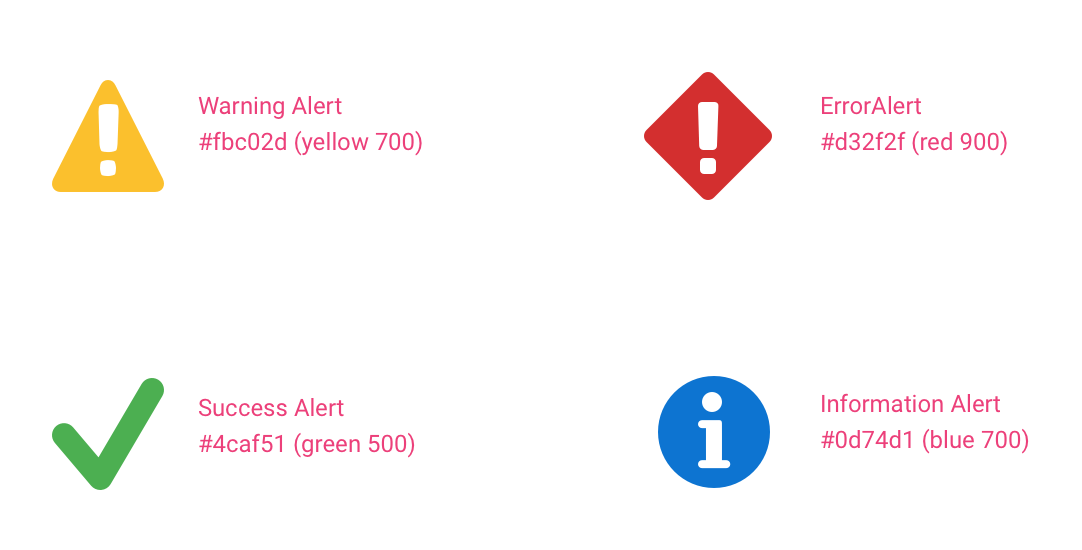 Warning Alert
#fbc02d (yellow 700)
ErrorAlert
#d32f2f (red 900)
Success Alert
#4caf51 (green 500)
Information Alert
#0d74d1 (blue 700)